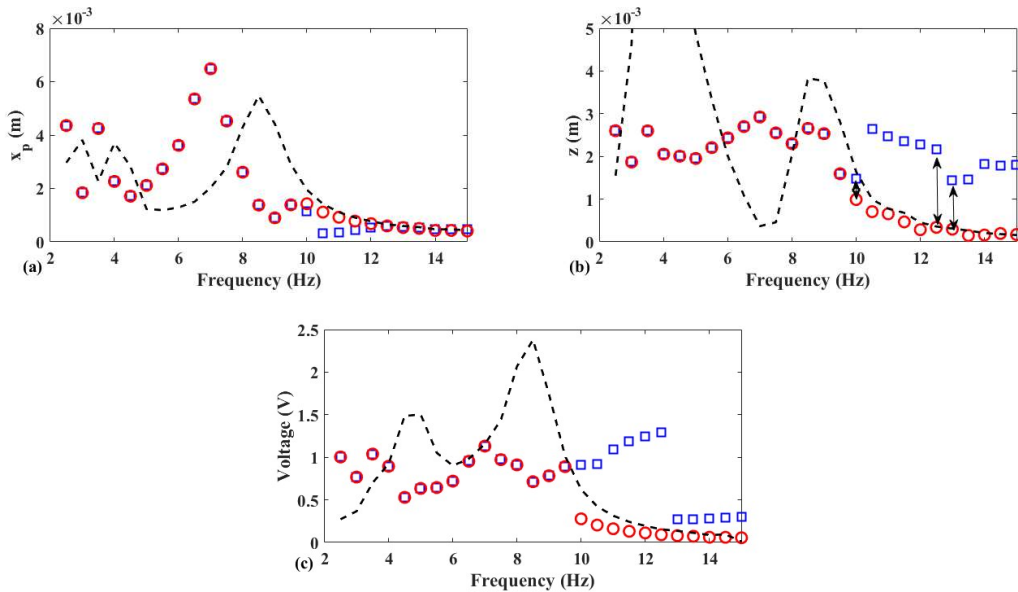 ×10⁻³
8
6
4
2
0
x_p (m)
2 4 6 8 10 12 14
(a)
Frequency (Hz)
×10⁻³
5
4
3
2
1
0
z (m)
2 4 6 8 10 12 14
(b)
Frequency (Hz)
2.5
2
1.5
1
0.5
0
Voltage (V)
2 4 6 8 10 12 14
(c)
Frequency (Hz)